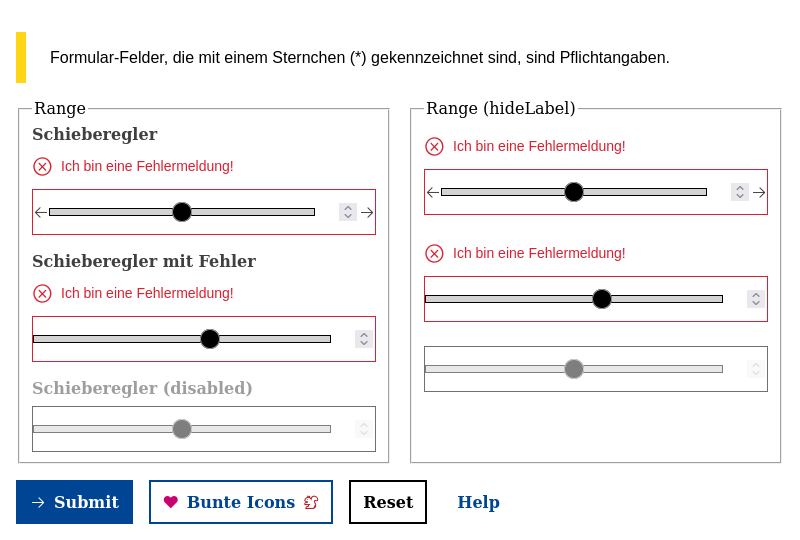 Formular-Felder, die mit einem Sternchen (*) gekennzeichnet sind, sind Pflichtangaben.
Range
Schieberegler
Ich bin eine Fehlermeldung!
Schieberegler mit Fehler
Ich bin eine Fehlermeldung!
Schieberegler (disabled)
Range (hideLabel)
Ich bin eine Fehlermeldung!
Ich bin eine Fehlermeldung!
Submit
Bunte Icons
Reset
Help